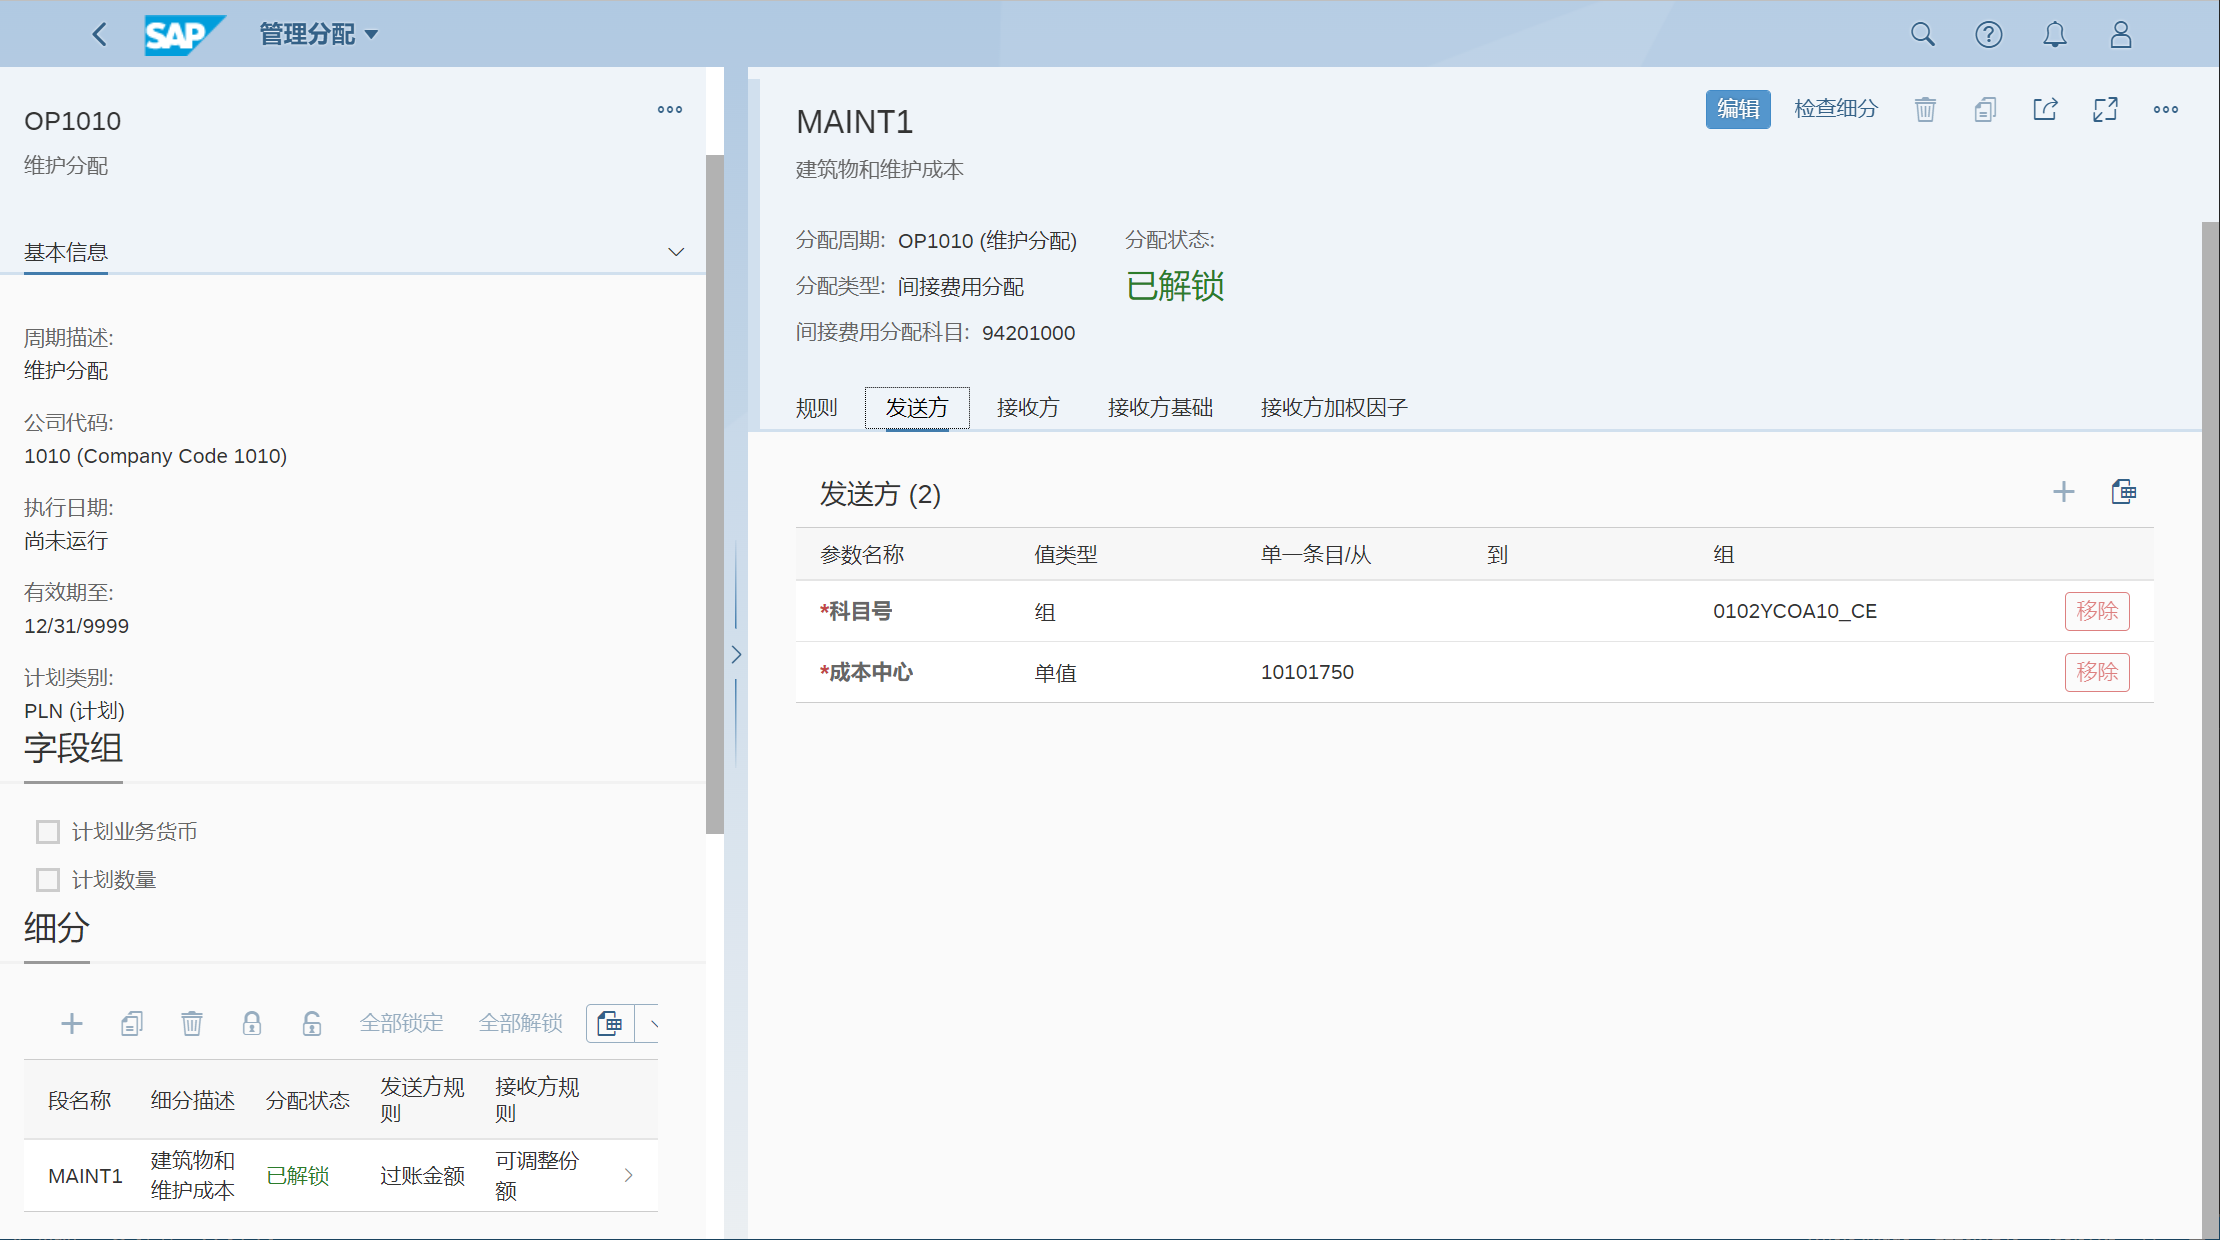 SAP
管理分配
OP1010
维护分配
基本信息
周期描述:
维护分配
公司代码:
1010 (Company Code 1010)
执行日期:
尚未运行
有效期至:
12/31/9999
计划类别:
PLN (计划)
字段组
计划业务货币
计划数量
细分
全部锁定 全部解锁
段名称 细分描述 分配状态 发送方规则 接收方规则
MAINT1 建筑物和维护成本 已解锁 过账金额 可调整份额
MAINT1
编辑 检查细分
建筑物和维护成本
分配周期: OP1010 (维护分配)
分配状态:
已解锁
分配类型: 间接费用分配
间接费用分配科目: 94201000
规则 发送方 接收方 接收方基础 接收方加权因子
发送方 (2)
参数名称 值类型 单一条目/从 到 组
*科目号 组 0102YCOA10_CE 移除
*成本中心 单值 10101750 移除